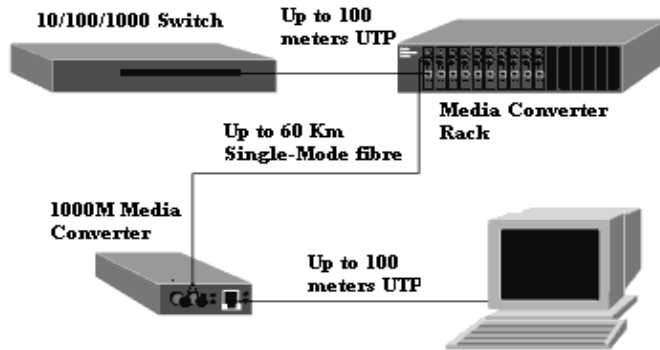 10/100/1000 Switch
Up to 100
meters UTP
Media Converter
Rack
Up to 60 Km
Single-Mode fibre
1000M Media
Converter
Up to 100
meters UTP